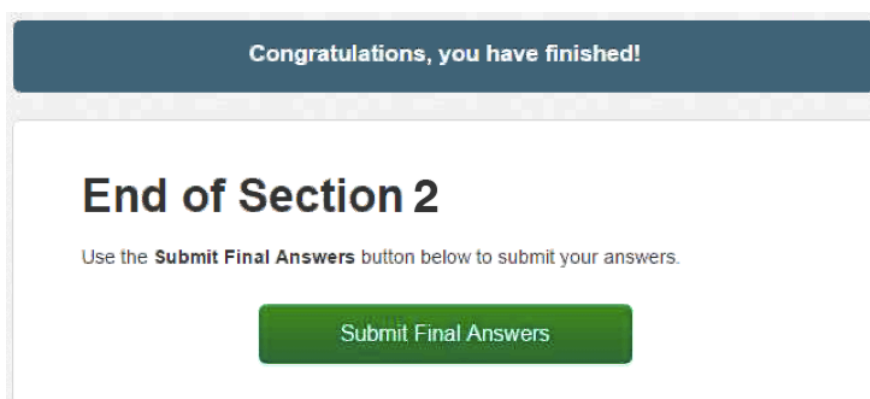 Congratulations, you have finished!
End of Section 2
Use the Submit Final Answers button below to submit your answers.
Submit Final Answers